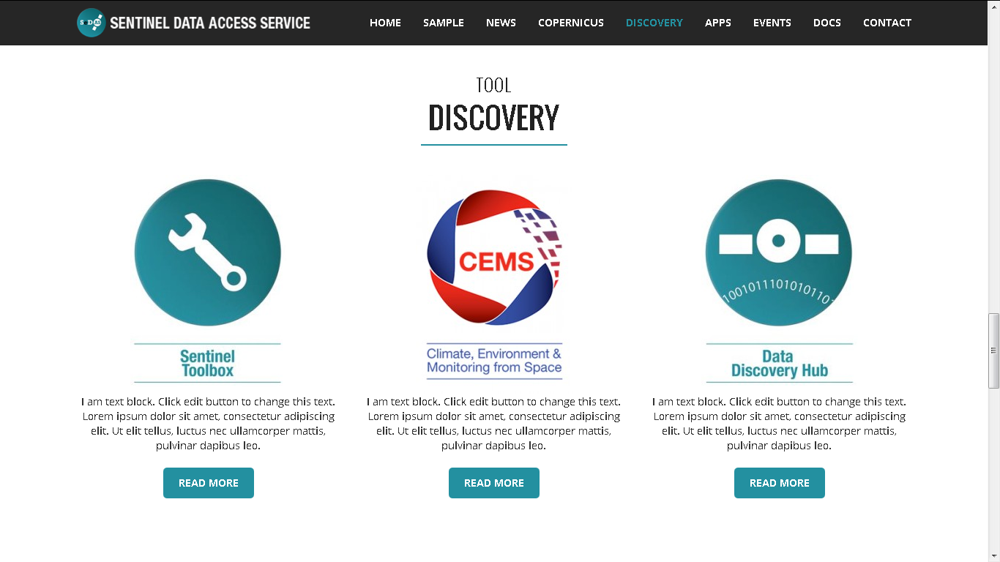 SEDAS SENTINEL DATA ACCESS SERVICE HOME SAMPLE NEWS COPERNICUS DISCOVERY APPS EVENTS DOCS CONTACT
TOOL
DISCOVERY
CEMS
1001011101010110
Sentinel
Toolbox
Climate, Environment &
Monitoring from Space
Data
Discovery Hub
I am text block. Click edit button to change this text.
Lorem ipsum dolor sit amet, consectetur adipiscing
elit. Ut elit tellus, luctus nec ullamcorper mattis,
pulvinar dapibus leo.
READ MORE
I am text block. Click edit button to change this text.
Lorem ipsum dolor sit amet, consectetur adipiscing
elit. Ut elit tellus, luctus nec ullamcorper mattis,
pulvinar dapibus leo.
READ MORE
I am text block. Click edit button to change this text.
Lorem ipsum dolor sit amet, consectetur adipiscing
elit. Ut elit tellus, luctus nec ullamcorper mattis,
pulvinar dapibus leo.
READ MORE